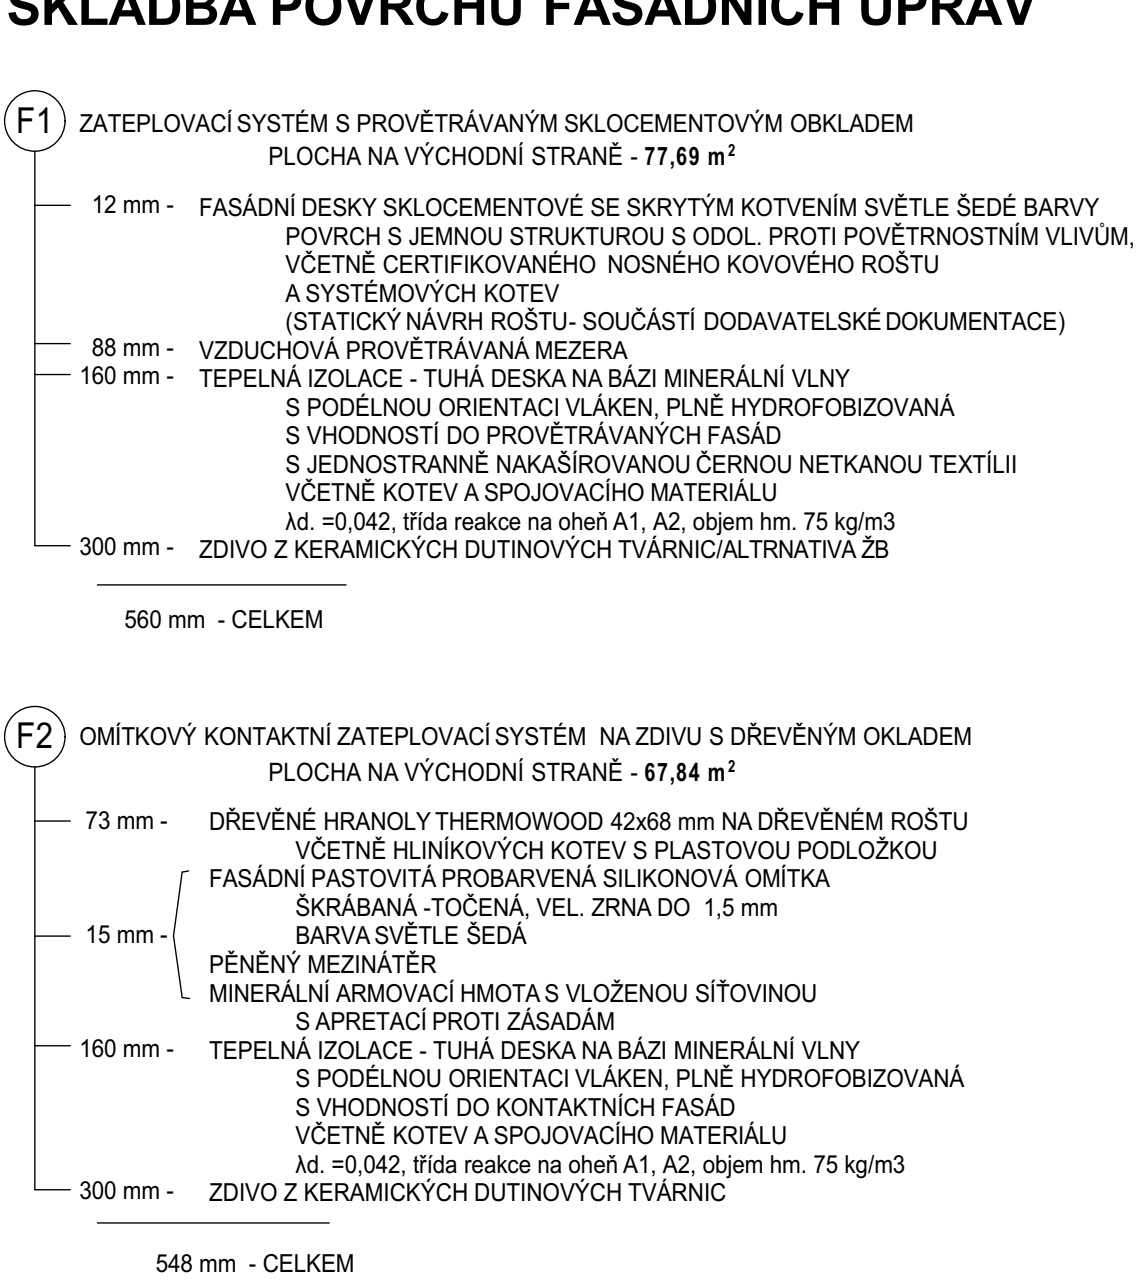 SKLADBA POVRCHŮ FASÁDNÍCH ÚPRAV
F1 ZATEPLOVACÍ SYSTÉM S PROVĚTRÁVANÝM SKLOCEMENTOVÝM OBKLADEM
PLOCHA NA VÝCHODNÍ STRANĚ - 77,69 m²
12 mm - FASÁDNÍ DESKY SKLOCEMENTOVÉ SE SKRYTÝM KOTVENÍM SVĚTLE ŠEDÉ BARVY
POVRCH S JEMNOU STRUKTUROU S ODOL. PROTI POVĚTRNOSTNÍM VLIVŮM,
VČETNĚ CERTIFIKOVANÉHO NOSNÉHO KOVOVÉHO ROŠTU
A SYSTÉMOVÝCH KOTEV
(STATICKÝ NÁVRH ROŠTU- SOUČÁSTÍ DODAVATELSKÉ DOKUMENTACE)
88 mm - VZDUCHOVÁ PROVĚTRÁVANÁ MEZERA
160 mm - TEPELNÁ IZOLACE - TUHÁ DESKA NA BÁZI MINERÁLNÍ VLNY
S PODÉLNOU ORIENTACI VLÁKEN, PLNĚ HYDROFOBIZOVANÁ
S VHODNOSTÍ DO PROVĚTRÁVANÝCH FASÁD
S JEDNOSTRANNĚ NAKAŠÍROVANOU ČERNOU NETKANOU TEXTÍLII
VČETNĚ KOTEV A SPOJOVACÍHO MATERIÁLU
λd. =0,042, třída reakce na oheň A1, A2, objem hm. 75 kg/m3
300 mm - ZDIVO Z KERAMICKÝCH DUTINOVÝCH TVÁRNIC/ALTRNATIVA ŽB
560 mm - CELKEM
F2 OMÍTKOVÝ KONTAKTNÍ ZATEPLOVACÍ SYSTÉM NA ZDIVU S DŘEVĚNÝM OKLADEM
PLOCHA NA VÝCHODNÍ STRANĚ - 67,84 m²
73 mm - DŘEVĚNÉ HRANOLY THERMOWOOD 42x68 mm NA DŘEVĚNÉM ROŠTU
VČETNĚ HLINÍKOVÝCH KOTEV S PLASTOVOU PODLOŽKOU
FASÁDNÍ PASTOVITÁ PROBARVENÁ SILIKONOVÁ OMÍTKA
ŠKRÁBANÁ -TOČENÁ, VEL. ZRNA DO 1,5 mm
15 mm - BARVA SVĚTLE ŠEDÁ
PĚNĚNÝ MEZINÁTĚR
MINERÁLNÍ ARMOVACÍ HMOTA S VLOŽENOU SÍŤOVINOU
S APRETACÍ PROTI ZÁSADÁM
160 mm - TEPELNÁ IZOLACE - TUHÁ DESKA NA BÁZI MINERÁLNÍ VLNY
S PODÉLNOU ORIENTACI VLÁKEN, PLNĚ HYDROFOBIZOVANÁ
S VHODNOSTÍ DO KONTAKTNÍCH FASÁD
VČETNĚ KOTEV A SPOJOVACÍHO MATERIÁLU
λd. =0,042, třída reakce na oheň A1, A2, objem hm. 75 kg/m3
300 mm - ZDIVO Z KERAMICKÝCH DUTINOVÝCH TVÁRNIC
548 mm - CELKEM